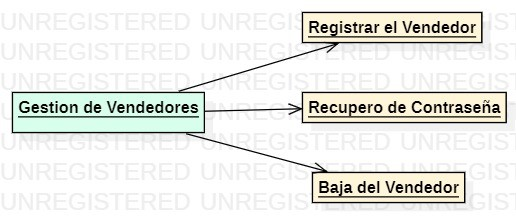 UNREGISTERED UNREGISTERED UNREGISTERED
Registrar el Vendedor
Gestion de Vendedores
Recupero de Contraseña
Baja del Vendedor